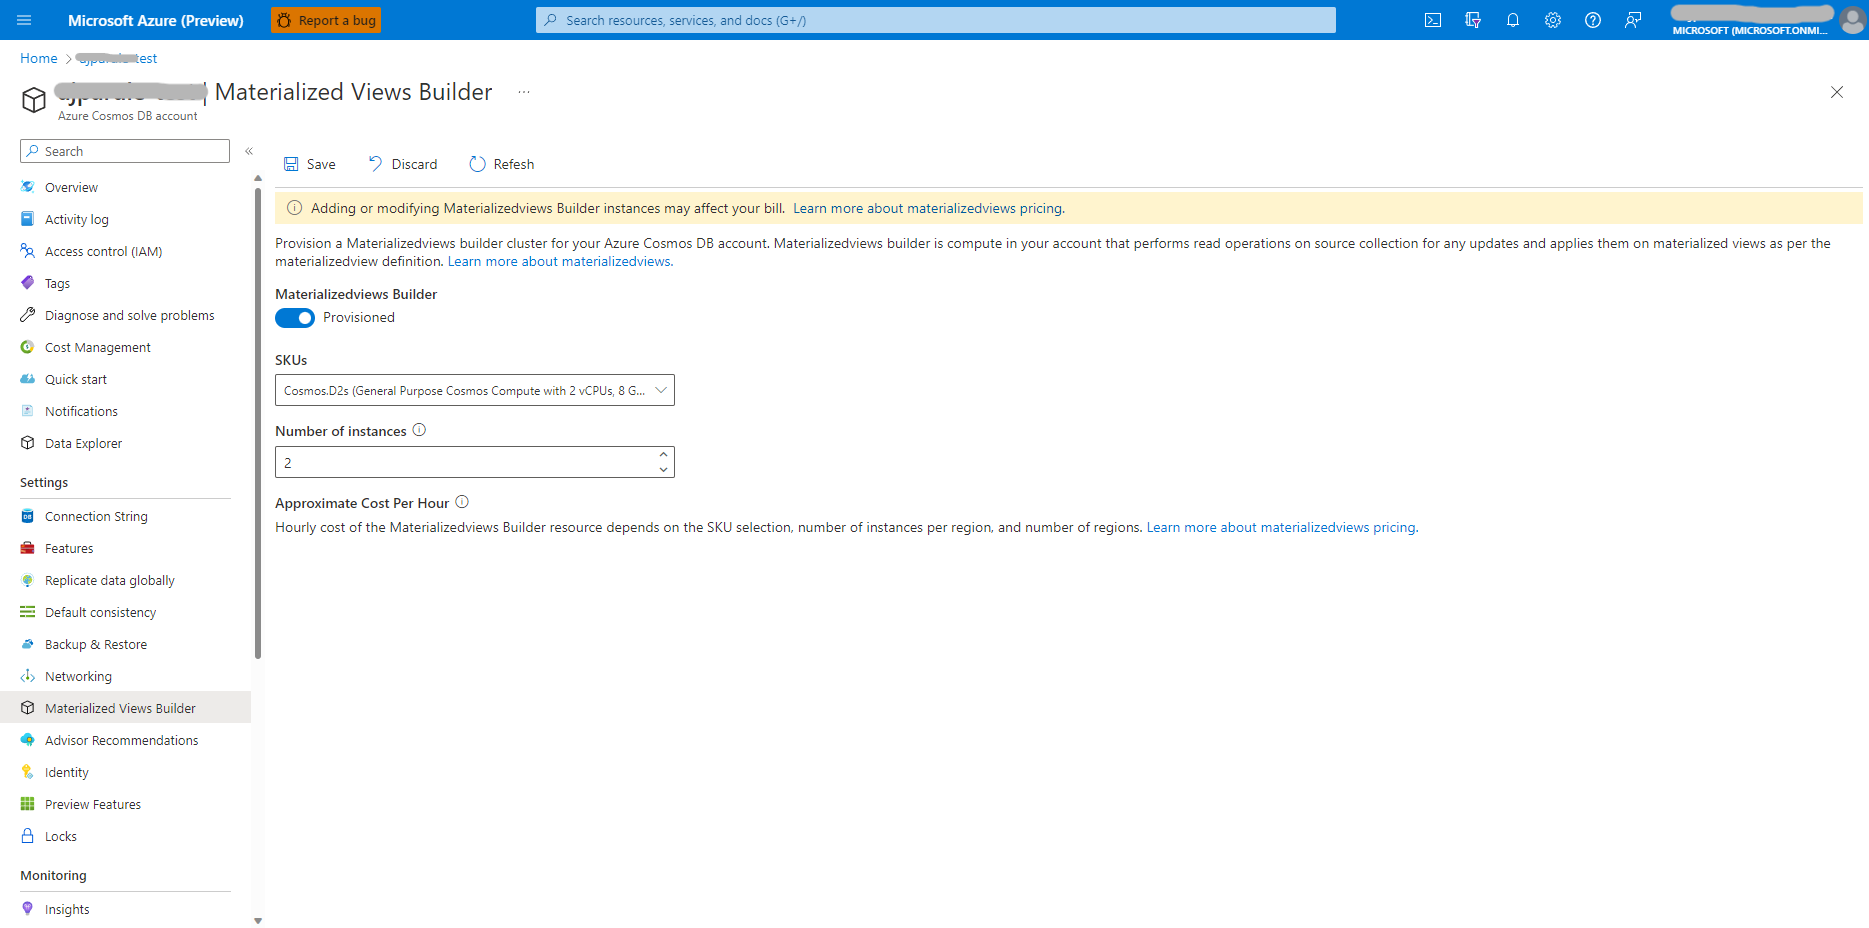 Microsoft Azure (Preview)
Report a bug
Search resources, services, and docs (G+/)
MICROSOFT (MICROSOFT.ONMI...
Home
| Materialized Views Builder ...
Azure Cosmos DB account
Search
«
Overview
Activity log
Access control (IAM)
Tags
Diagnose and solve problems
Cost Management
Quick start
Notifications
Data Explorer
Settings
Connection String
Features
Replicate data globally
Default consistency
Backup & Restore
Networking
Materialized Views Builder
Advisor Recommendations
Identity
Preview Features
Locks
Monitoring
Insights
Save
Discard
Refesh
Adding or modifying Materializedviews Builder instances may affect your bill. Learn more about materializedviews pricing.
Provision a Materializedviews builder cluster for your Azure Cosmos DB account. Materializedviews builder is compute in your account that performs read operations on source collection for any updates and applies them on materialized views as per the
materializedview definition. Learn more about materializedviews.
Materializedviews Builder
Provisioned
SKUs
Cosmos.D2s (General Purpose Cosmos Compute with 2 vCPUs, 8 G...
Number of instances
2
Approximate Cost Per Hour
Hourly cost of the Materializedviews Builder resource depends on the SKU selection, number of instances per region, and number of regions. Learn more about materializedviews pricing.